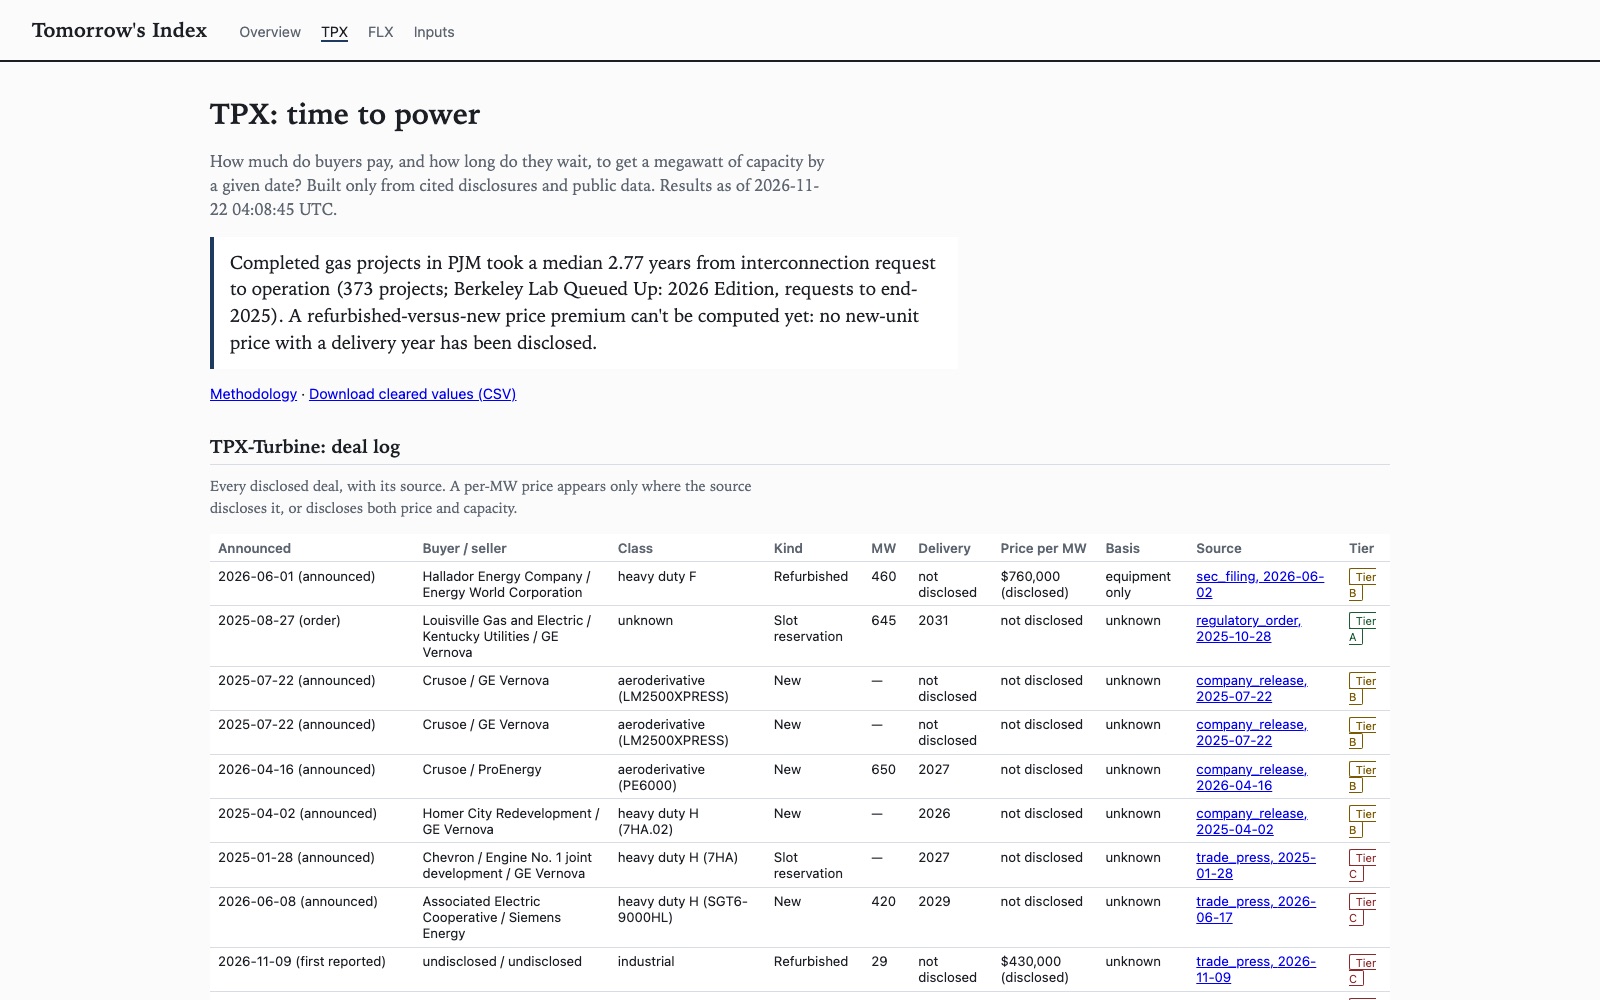 Tomorrow's Index
Overview
TPX
FLX
Inputs
TPX: time to power
How much do buyers pay, and how long do they wait, to get a megawatt of capacity by
a given date? Built only from cited disclosures and public data. Results as of 2026-11-
22 04:08:45 UTC.
Completed gas projects in PJM took a median 2.77 years from interconnection request
to operation (373 projects; Berkeley Lab Queued Up: 2026 Edition, requests to end-
2025). A refurbished-versus-new price premium can't be computed yet: no new-unit
price with a delivery year has been disclosed.
Methodology · Download cleared values (CSV)
TPX-Turbine: deal log
Every disclosed deal, with its source. A per-MW price appears only where the source
discloses it, or discloses both price and capacity.
Announced Buyer / seller Class Kind MW Delivery Price per MW Basis Source Tier
2026-06-01 (announced) Hallador Energy Company / heavy duty F Refurbished 460 not $760,000 equipment sec_filing, 2026-06- Tier
Energy World Corporation disclosed (disclosed) only 02 B
2025-08-27 (order) Louisville Gas and Electric / unknown Slot 645 2031 not disclosed unknown regulatory_order, Tier
Kentucky Utilities / GE reservation 2025-10-28 A
Vernova
2025-07-22 (announced) Crusoe / GE Vernova aeroderivative New — not not disclosed unknown company_release, Tier
(LM2500XPRESS) disclosed 2025-07-22 B
2025-07-22 (announced) Crusoe / GE Vernova aeroderivative New — not not disclosed unknown company_release, Tier
(LM2500XPRESS) disclosed 2025-07-22 B
2026-04-16 (announced) Crusoe / ProEnergy aeroderivative New 650 2027 not disclosed unknown company_release, Tier
(PE6000) 2026-04-16 B
2025-04-02 (announced) Homer City Redevelopment / heavy duty H New — 2026 not disclosed unknown company_release, Tier
GE Vernova (7HA.02) 2025-04-02 B
2025-01-28 (announced) Chevron / Engine No. 1 joint heavy duty H (7HA) Slot — 2027 not disclosed unknown trade_press, 2025- Tier
development / GE Vernova reservation 01-28 C
2026-06-08 (announced) Associated Electric heavy duty H (SGT6- New 420 2029 not disclosed unknown trade_press, 2026- Tier
Cooperative / Siemens 9000HL) 06-17 C
Energy
2026-11-09 (first reported) undisclosed / undisclosed industrial Refurbished 29 not $430,000 unknown trade_press, 2026- Tier
disclosed (disclosed) 11-09 C